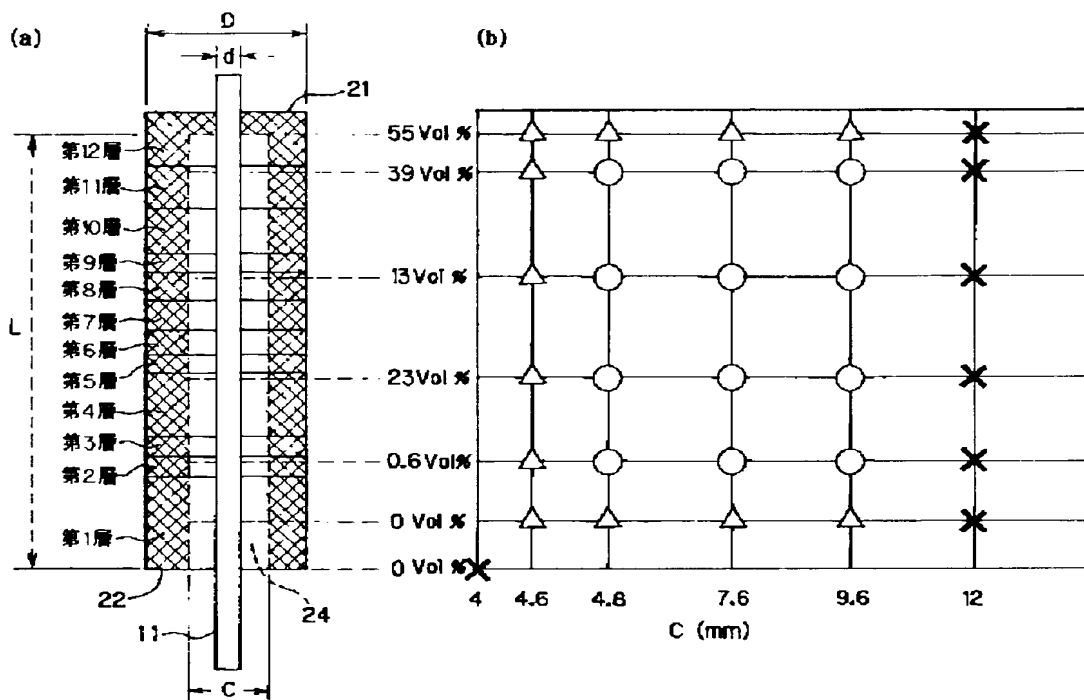 (a)
D
d
21
第12層
第11層
第10層
第9層
第8層
第7層
第6層
第5層
第4層
第3層
第2層
第1層
L
22
11
24
C
(b)
55 Vol %
39 Vol %
13 Vol %
23 Vol %
0.6 Vol%
0 Vol %
0 Vol %
4
4.6
4.8
7.6
9.6
12
C (mm)